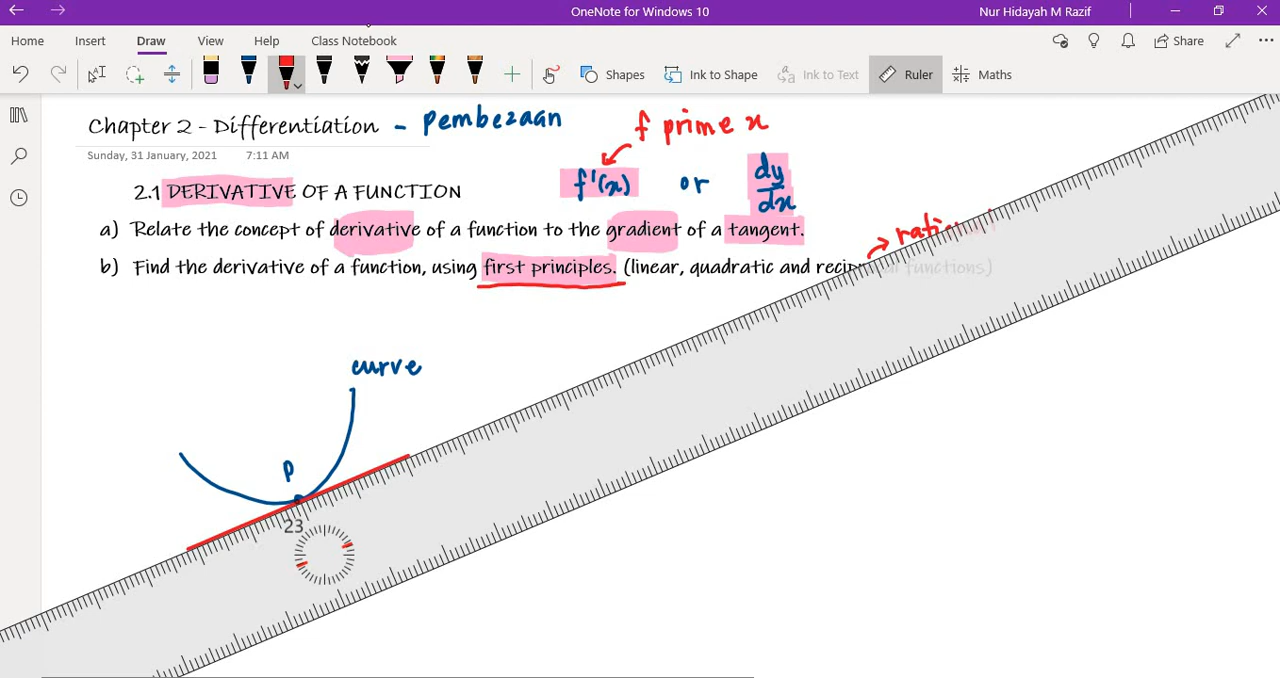 OneNote for Windows 10
Nur Hidayah M Razif
Home Insert Draw View Help Class Notebook
Share
Shapes Ink to Shape Ink to Text Ruler Maths
Chapter 2 - Differentiation - pembezaan
f prime x
Sunday, 31 January, 2021 7:11 AM
2.1 DERIVATIVE OF A FUNCTION f'(x) or dy/dx
a) Relate the concept of derivative of a function to the gradient of a tangent.
b) Find the derivative of a function, using first principles. (linear, quadratic and reciprocal functions)
curve
P
23